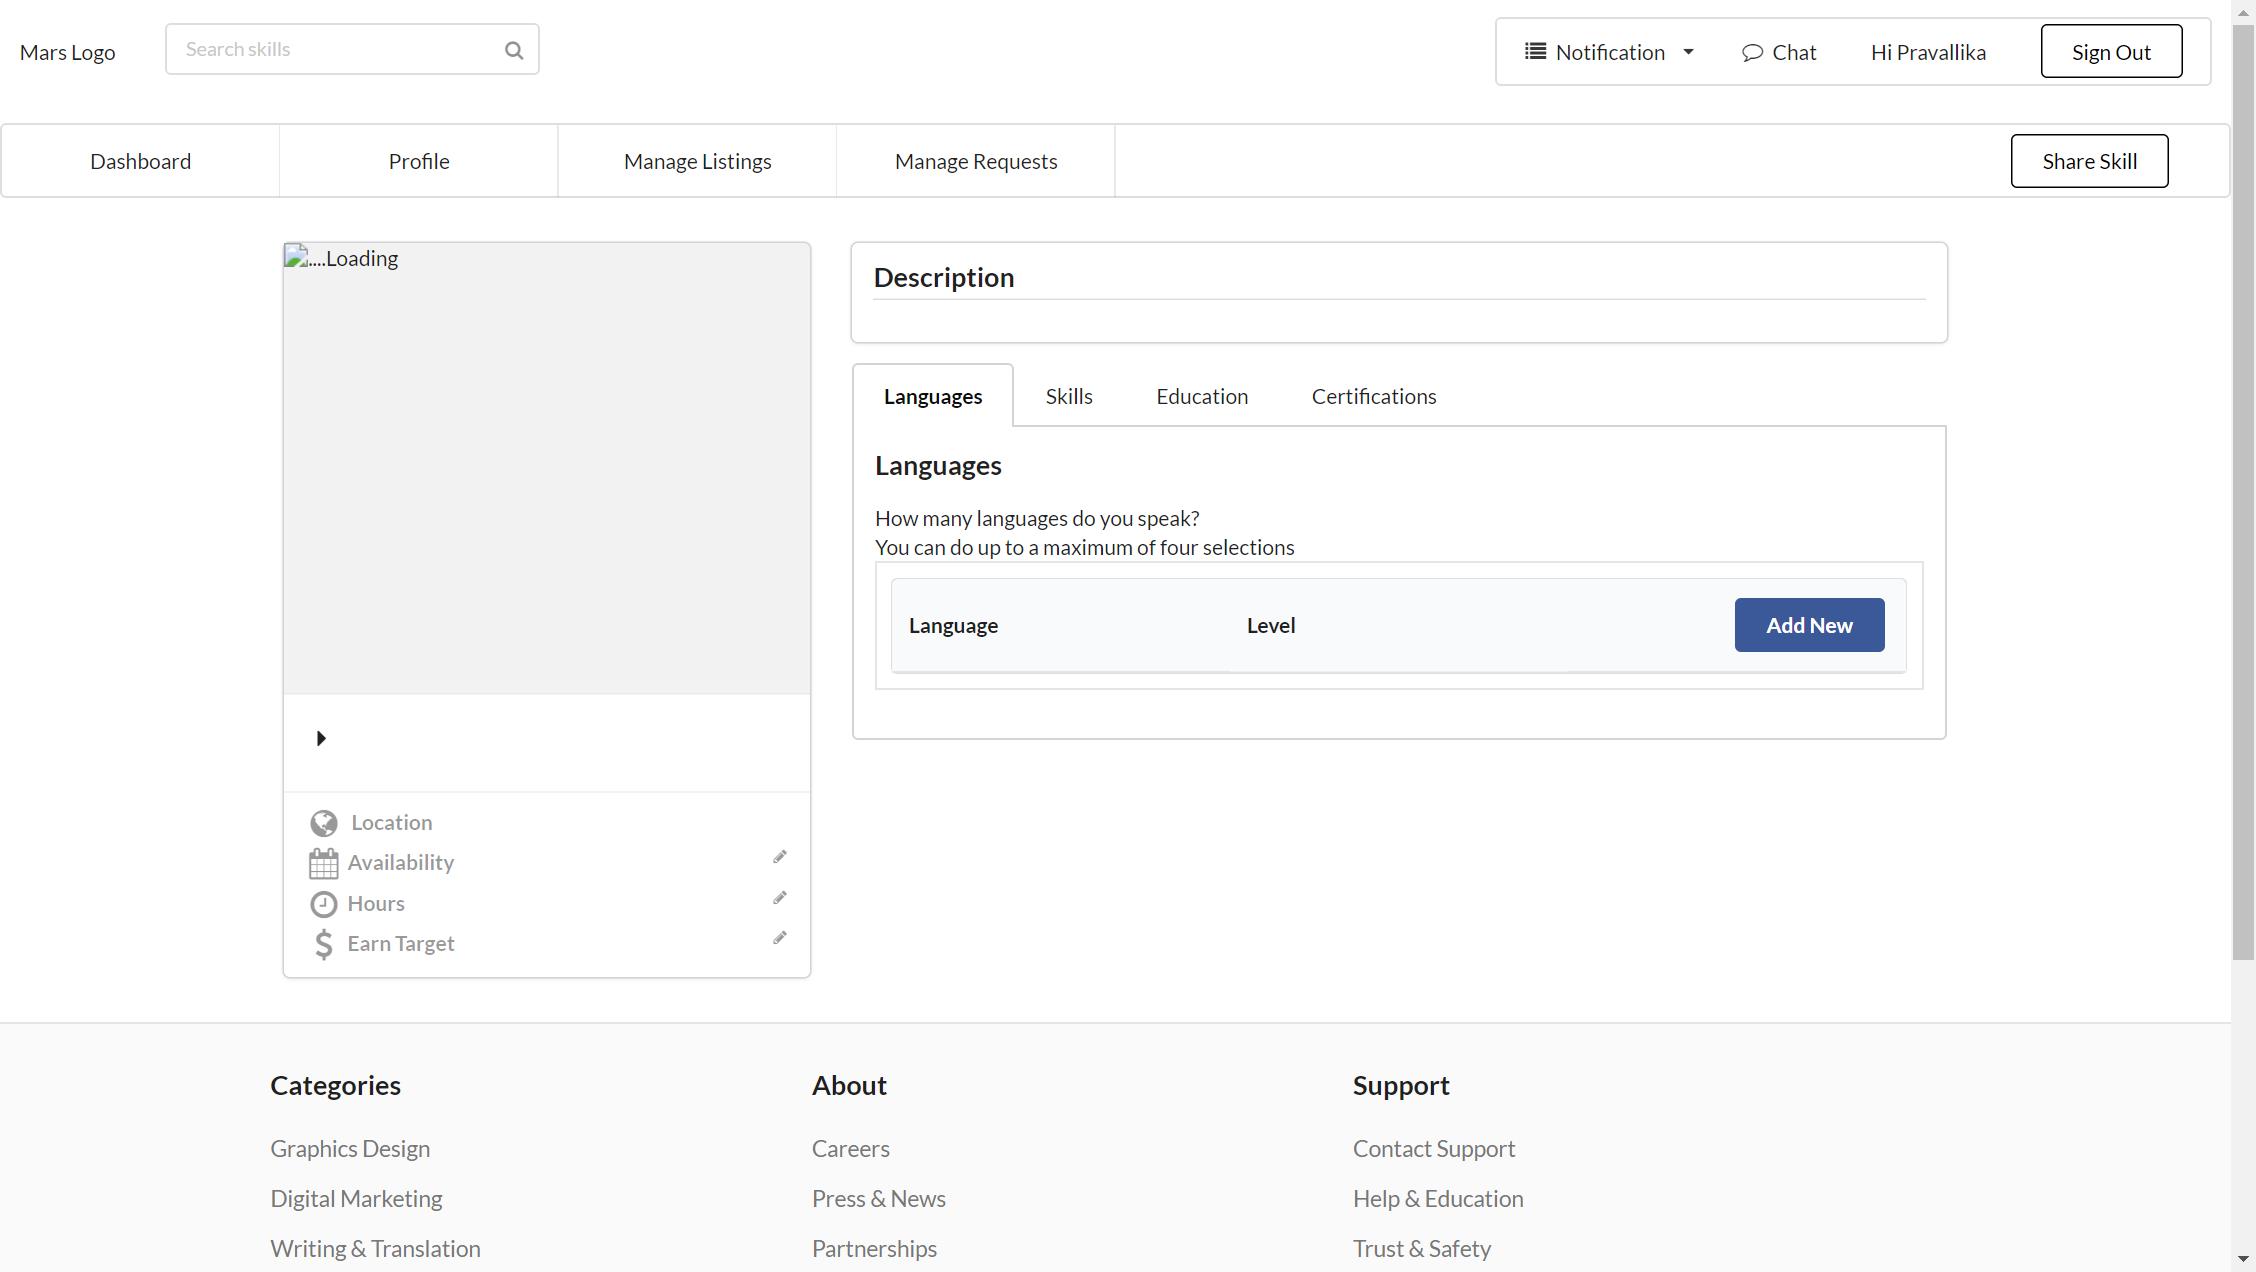 Mars Logo
Search skills
Notification
Chat
Hi Pravallika
Sign Out
Dashboard
Profile
Manage Listings
Manage Requests
Share Skill
....Loading
Location
Availability
Hours
Earn Target
Description
Languages
Skills
Education
Certifications
Languages
How many languages do you speak?
You can do up to a maximum of four selections
Language
Level
Add New
Categories
Graphics Design
Digital Marketing
Writing & Translation
About
Careers
Press & News
Partnerships
Support
Contact Support
Help & Education
Trust & Safety